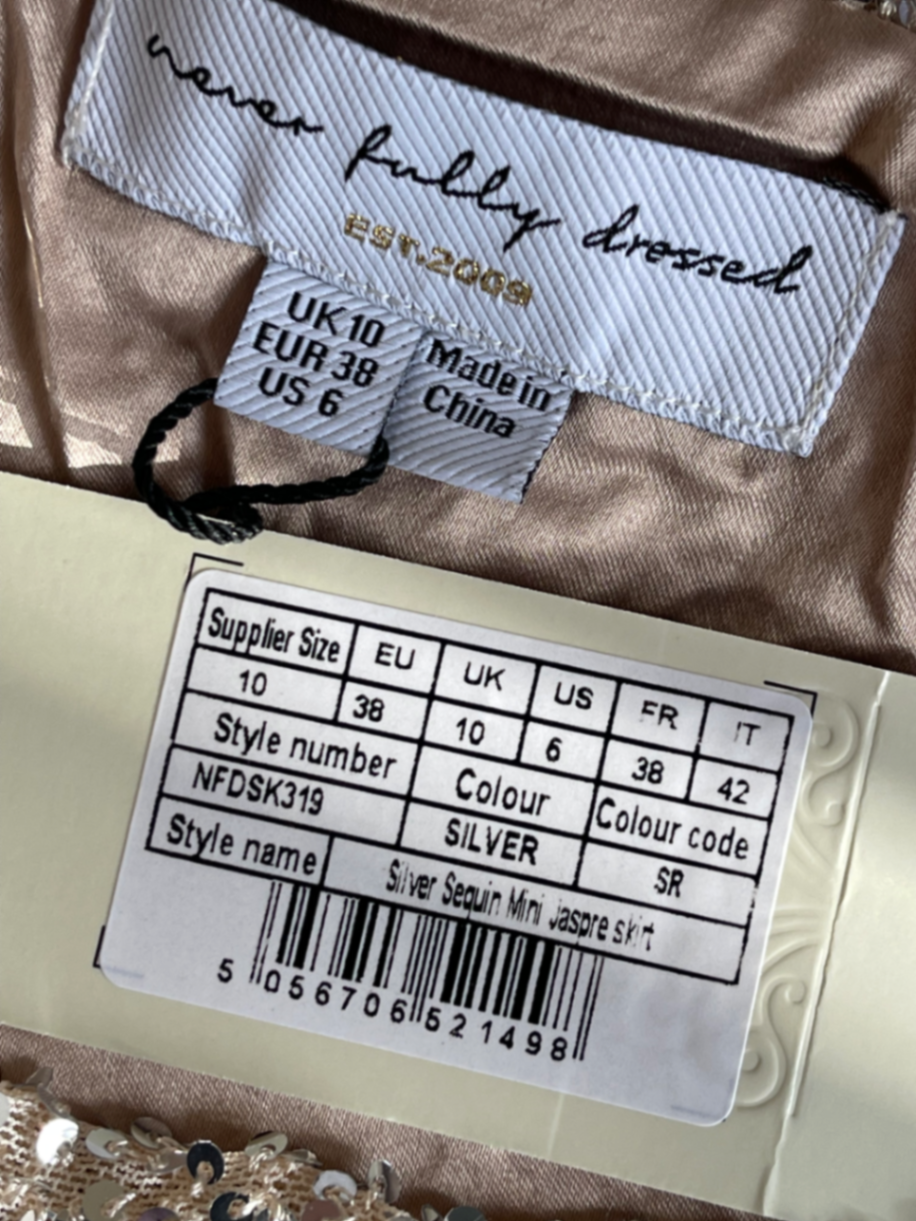 never fully dressed
EST.2009
UK 10
EUR 38
US 6
Made in
China
Supplier Size EU UK US FR IT
10 38 10 6 38 42
Style number Colour Colour code
NFDSK319 SILVER SR
Style name Silver Sequin Mini jaspre skirt
5 056706 521498